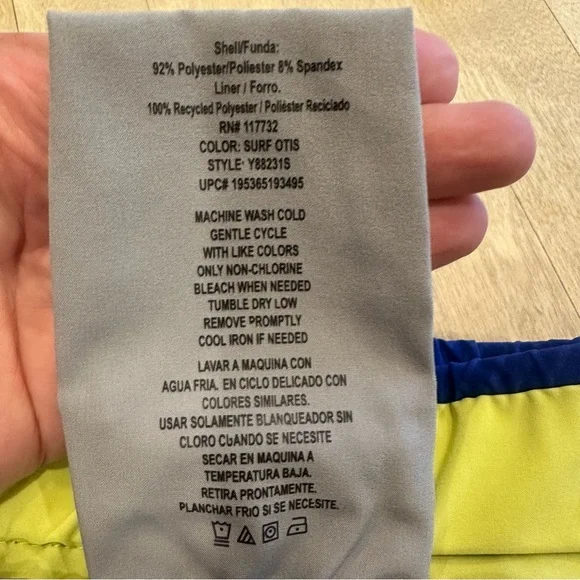 Shell/Funda:
92% Polyester/Poliester 8% Spandex
Liner / Forro.
100% Recycled Polyester / Poliéster Reciclado
RN# 117732
COLOR: SURF OTIS
STYLE: Y88231S
UPC# 195365193495
MACHINE WASH COLD
GENTLE CYCLE
WITH LIKE COLORS
ONLY NON-CHLORINE
BLEACH WHEN NEEDED
TUMBLE DRY LOW
REMOVE PROMPTLY
COOL IRON IF NEEDED
LAVAR A MAQUINA CON
AGUA FRIA. EN CICLO DELICADO CON
COLORES SIMILARES.
USAR SOLAMENTE BLANQUEADOR SIN
CLORO CUANDO SE NECESITE
SECAR EN MAQUINA A
TEMPERATURA BAJA.
RETIRA PRONTAMENTE.
PLANCHAR FRIO SI SE NECESITE.